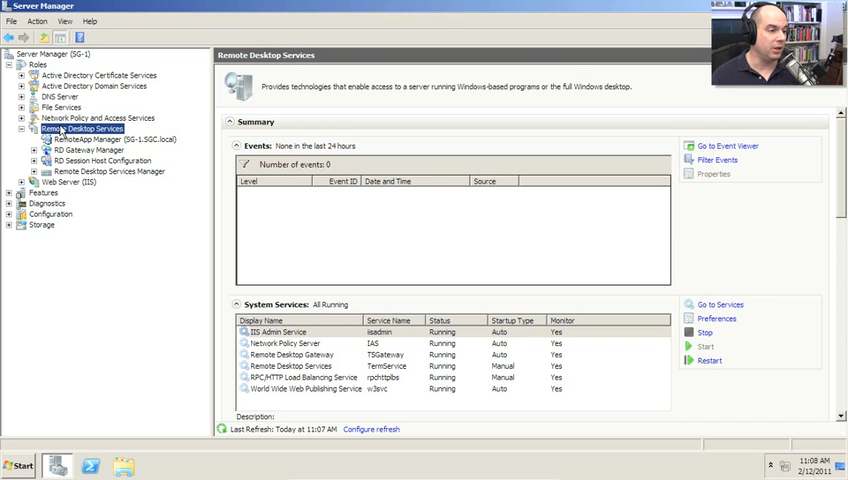 Server Manager (SG-1)
File Action View Help
Server Manager (SG-1)
Roles
Active Directory Certificate Services
Active Directory Domain Services
DNS Server
File Services
Network Policy and Access Services
Remote Desktop Services
RemoteApp Manager (SG-1.SGC.local)
RD Gateway Manager
RD Session Host Configuration
Remote Desktop Services Manager
Web Server (IIS)
Features
Diagnostics
Configuration
Storage
Remote Desktop Services
Provides technologies that enable access to a server running Windows-based programs or the full Windows desktop.
Summary
Events: None in the last 24 hours
Number of events: 0
Level Event ID Date and Time Source
Go to Event Viewer
Filter Events
Properties
System Services: All Running
Display Name Service Name Status Startup Type Monitor
IIS Admin Service iisadmin Running Auto Yes
Network Policy Server IAS Running Auto Yes
Remote Desktop Gateway TSGateway Running Auto Yes
Remote Desktop Services TermService Running Manual Yes
RPC/HTTP Load Balancing Service rpchttplbs Running Manual Yes
World Wide Web Publishing Service w3svc Running Auto Yes
Description:
Go to Services
Preferences
Stop
Start
Restart
Last Refresh: Today at 11:07 AM Configure refresh
Start
11:08 AM
2/12/2011